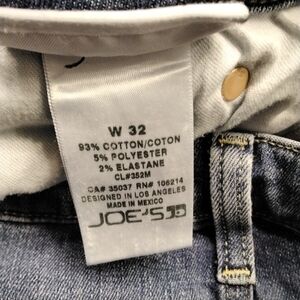 W 32
93% COTTON/COTON
5% POLYESTER
2% ELASTANE
CL#352M
CA# 35037 RN# 106214
DESIGNED IN LOS ANGELES
MADE IN MEXICO
JOE'S